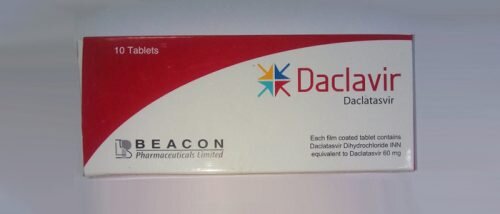 10 Tablets
Daclavir
Daclatasvir
BEACON
Pharmaceuticals Limited
Each film coated tablet contains
Daclatasvir Dihydrochloride INN
equivalent to Daclatasvir 60 mg